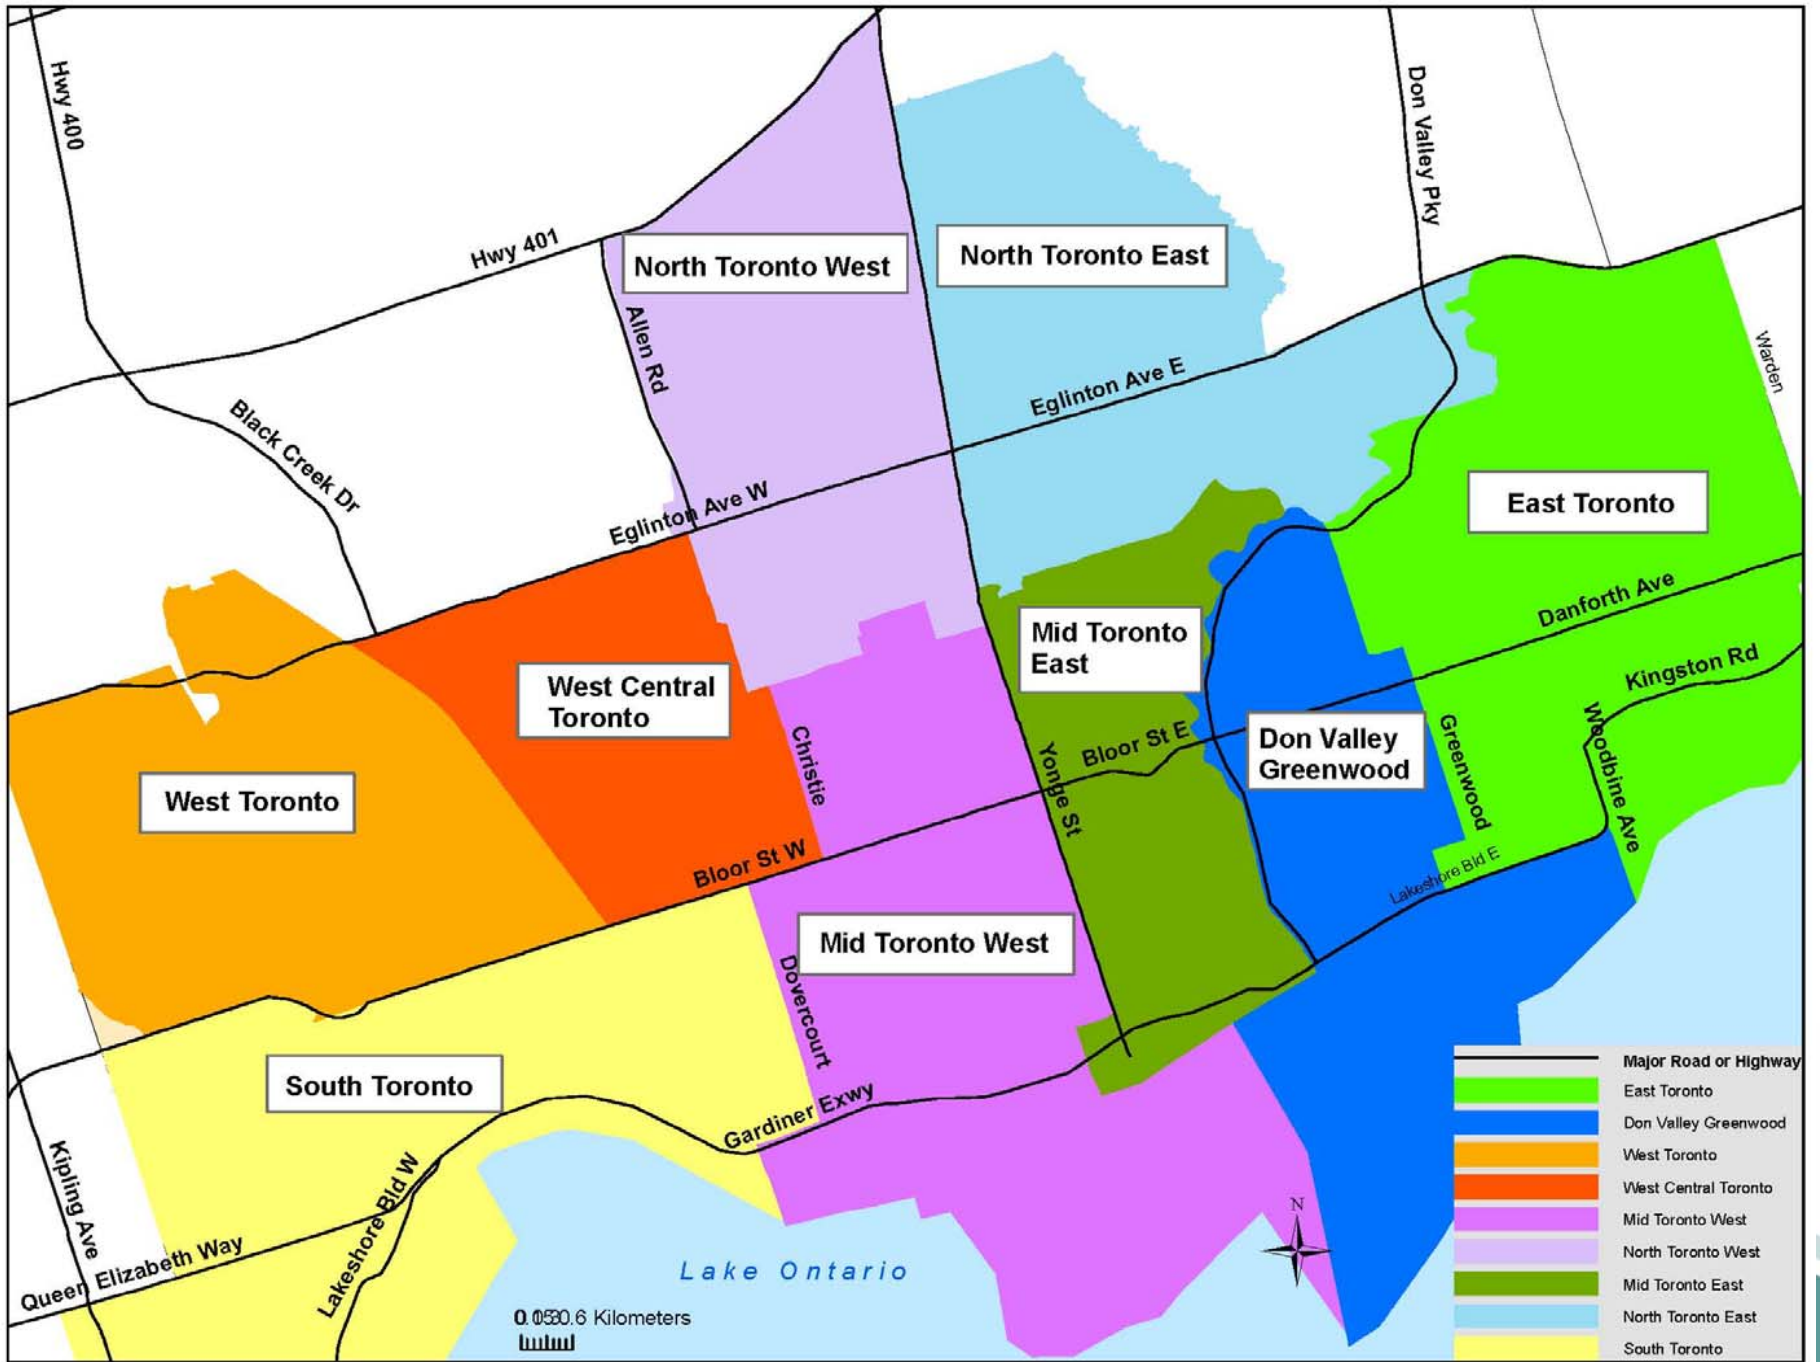 Hwy 400
Don Valley Pky
Hwy 401
North Toronto West
North Toronto East
Allen Rd
Warden
Eglinton Ave E
Black Creek Dr
Eglinton Ave W
East Toronto
Danforth Ave
Mid Toronto
East
Kingston Rd
West Central
Toronto
Christie
Bloor St E
Yonge St
Don Valley
Greenwood
Greenwood
Woodbine Ave
West Toronto
Bloor St W
Lakeshore Bld E
Mid Toronto West
Dovercourt
South Toronto
Gardiner Exwy
Kipling Ave
Lakeshore Bld W
Queen Elizabeth Way
Lake Ontario
N
0.6 Kilometers
Major Road or Highway
East Toronto
Don Valley Greenwood
West Toronto
West Central Toronto
Mid Toronto West
North Toronto West
Mid Toronto East
North Toronto East
South Toronto